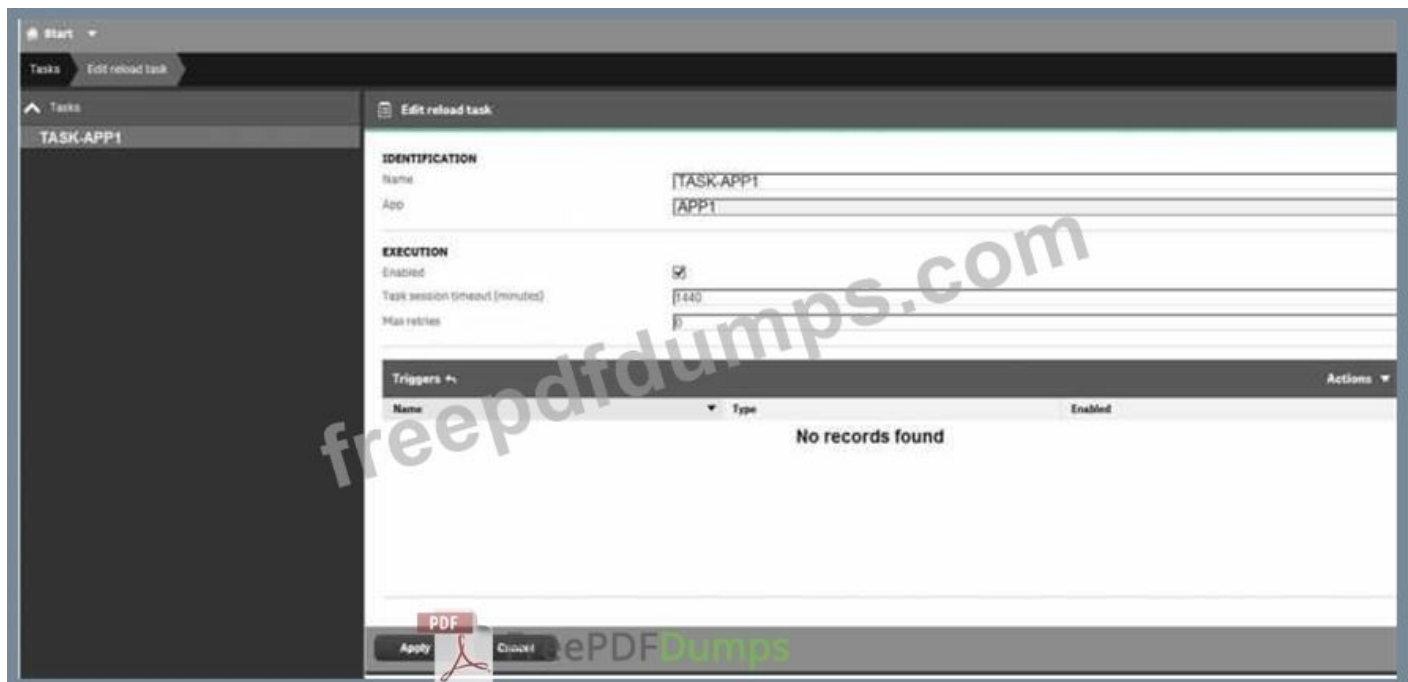 Start
Tasks Edit reload task
Tasks
TASK-APP1
Edit reload task
IDENTIFICATION
Name TASK-APP1
App APP1
EXECUTION
Enabled
Task session timeout (minutes) 1440
Max retries 0
Triggers Actions
Name Type Enabled
No records found
freepdfdumps.com
PDF
Apply Cancel
FreePDFDumps